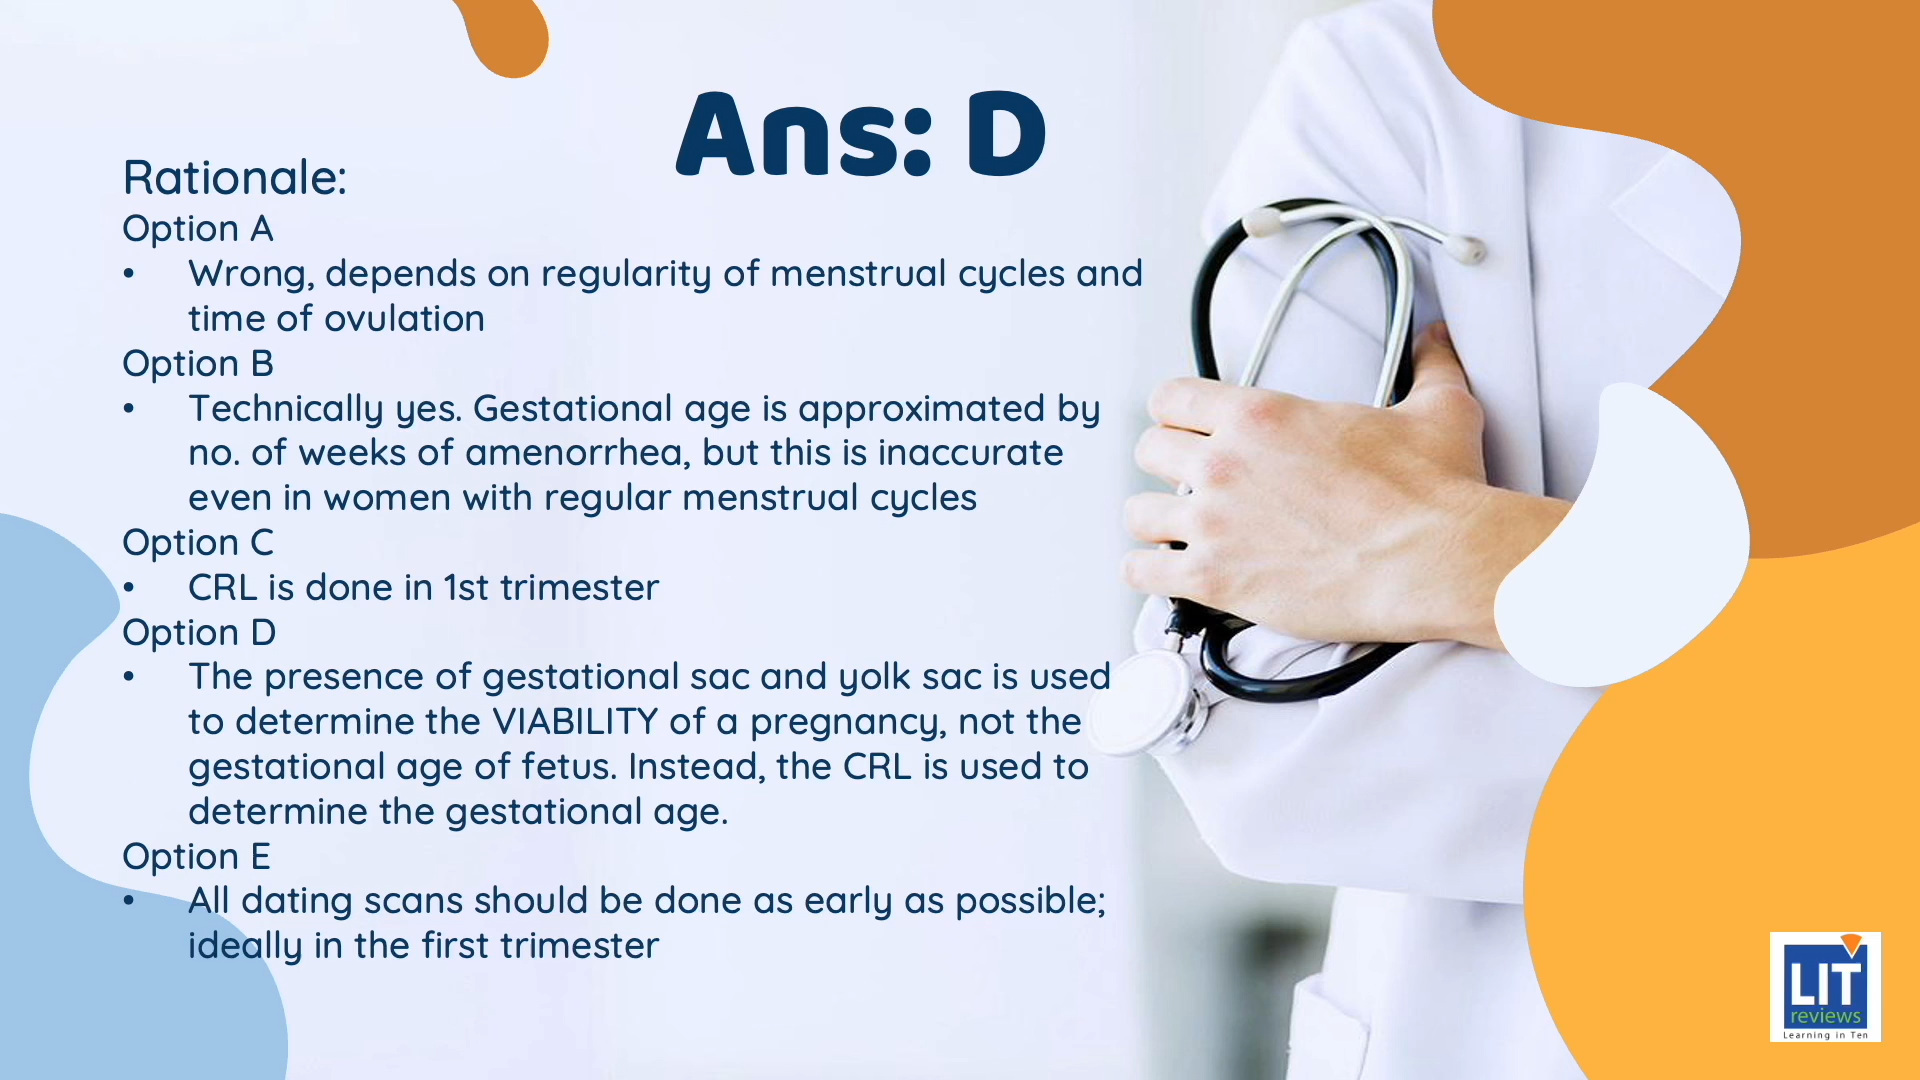 Ans: D
Rationale:
Option A
• Wrong, depends on regularity of menstrual cycles and
time of ovulation
Option B
• Technically yes. Gestational age is approximated by
no. of weeks of amenorrhea, but this is inaccurate
even in women with regular menstrual cycles
Option C
• CRL is done in 1st trimester
Option D
• The presence of gestational sac and yolk sac is used
to determine the VIABILITY of a pregnancy, not the
gestational age of fetus. Instead, the CRL is used to
determine the gestational age.
Option E
• All dating scans should be done as early as possible;
ideally in the first trimester
LIT
reviews
Learning in Ten